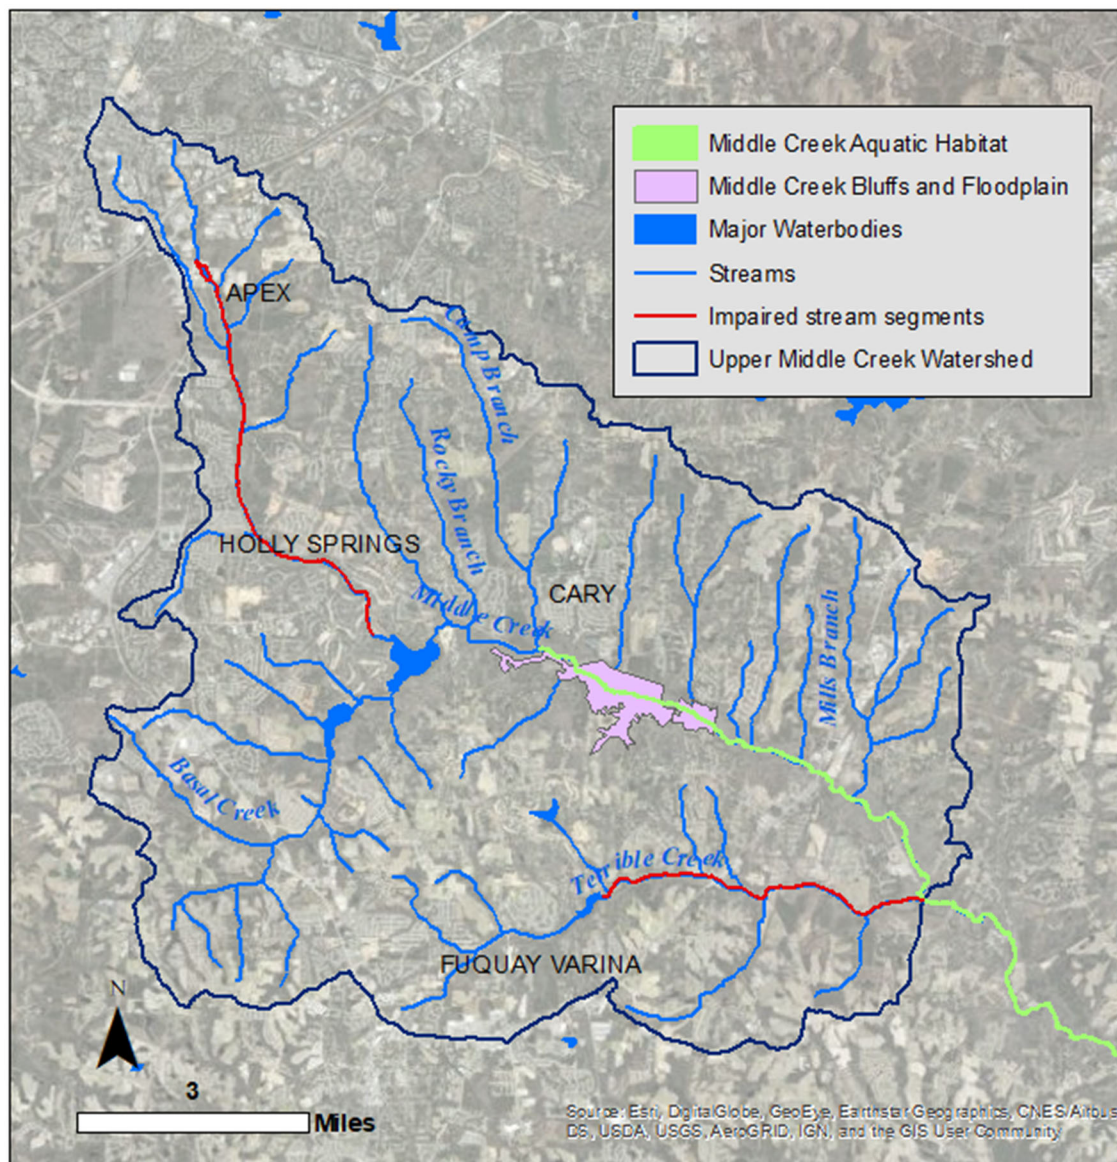 Middle Creek Aquatic Habitat
Middle Creek Bluffs and Floodplain
Major Waterbodies
Streams
Impaired stream segments
Upper Middle Creek Watershed
APEX
Camp Branch
Rocky Branch
HOLLY SPRINGS
Middle Creek
CARY
Mills Branch
Basal Creek
Terrible Creek
FUQUAY VARINA
N
3
Miles
Source: Esri, DigitalGlobe, GeoEye, Earthstar Geographics, CNES/Airbus
DS, USDA, USGS, AeroGRID, IGN, and the GIS User Community